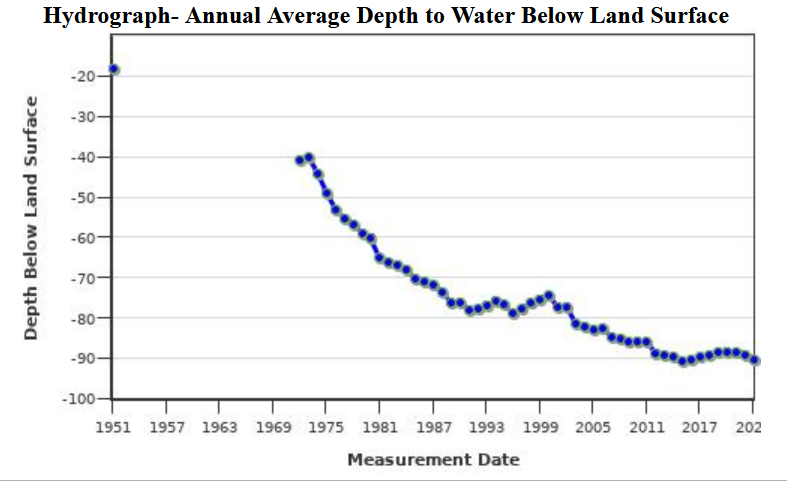 Hydrograph- Annual Average Depth to Water Below Land Surface
Depth Below Land Surface
-20
-30
-40
-50
-60
-70
-80
-90
-100
1951 1957 1963 1969 1975 1981 1987 1993 1999 2005 2011 2017 202
Measurement Date